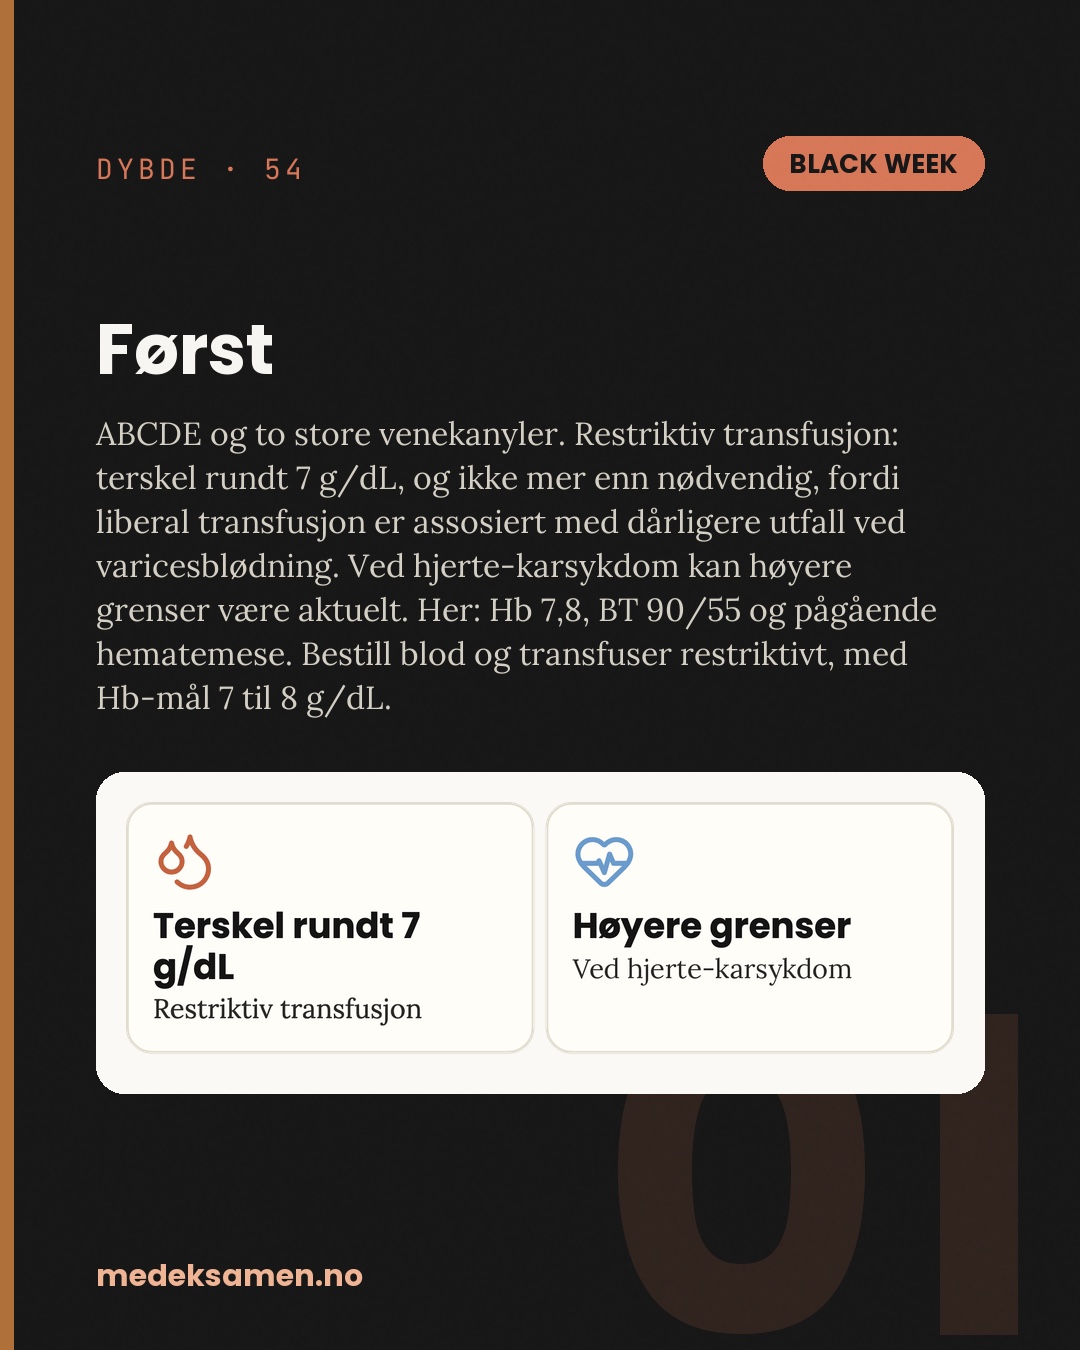 DYBDE · 54
BLACK WEEK
Først
ABCDE og to store venekanyler. Restriktiv transfusjon:
terskel rundt 7 g/dL, og ikke mer enn nødvendig, fordi
liberal transfusjon er assosiert med dårligere utfall ved
varicesblødning. Ved hjerte-karsykdom kan høyere
grenser være aktuelt. Her: Hb 7,8, BT 90/55 og pågående
hematemese. Bestill blod og transfuser restriktivt, med
Hb-mål 7 til 8 g/dL.
Terskel rundt 7
g/dL
Restriktiv transfusjon
Høyere grenser
Ved hjerte-karsykdom
01
medeksamen.no